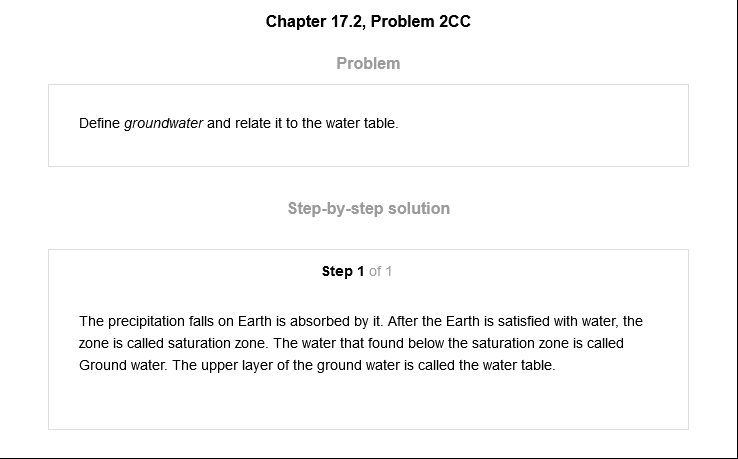 Chapter 17.2, Problem 2CC
Problem
Define groundwater and relate it to the water table.
Step-by-step solution
Step 1 of 1
The precipitation falls on Earth is absorbed by it. After the Earth is satisfied with water, the
zone is called saturation zone. The water that found below the saturation zone is called
Ground water. The upper layer of the ground water is called the water table.